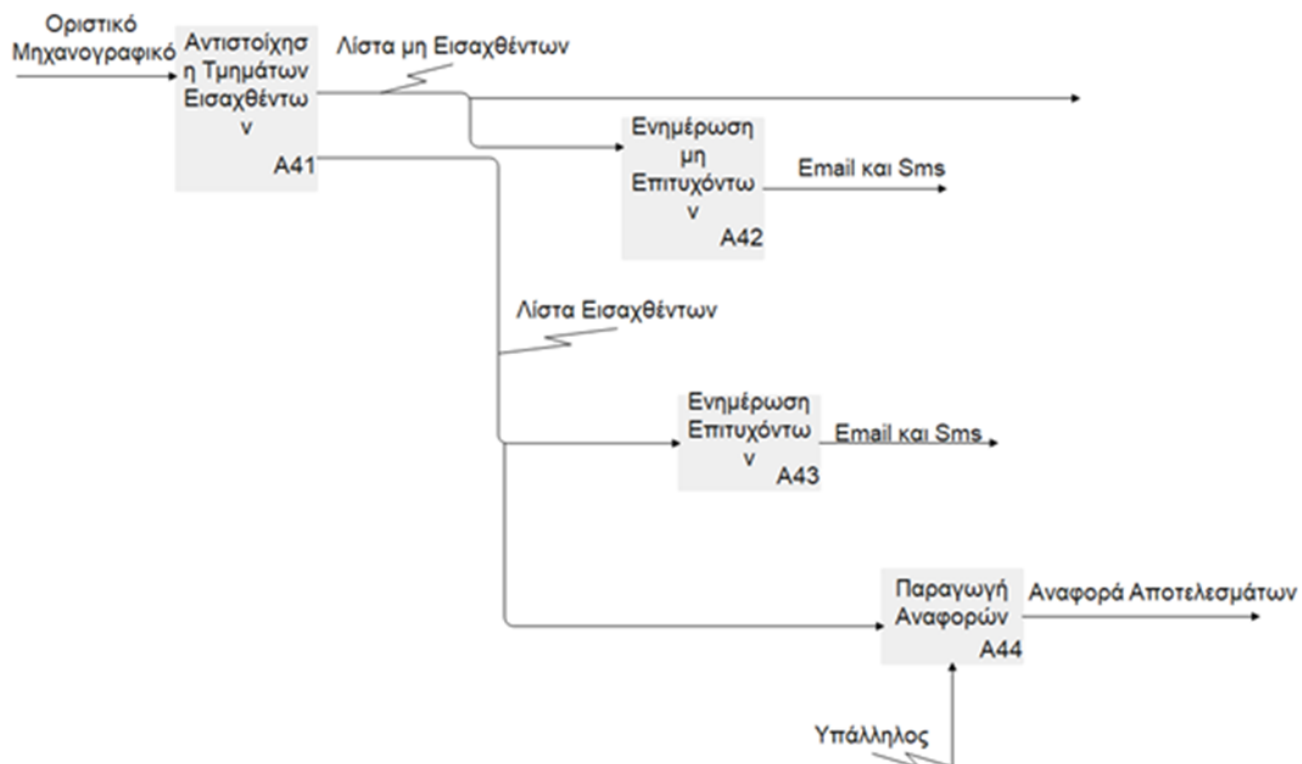 Οριστικό
Μηχανογραφικό
Αντιστοίχησ
η Τμημάτων
Εισαχθέντω
ν
A41
Λίστα μη Εισαχθέντων
Ενημέρωση
μη
Επιτυχόντω
ν
A42
Email και Sms
Λίστα Εισαχθέντων
Ενημέρωση
Επιτυχόντω
ν
A43
Email και Sms
Παραγωγή
Αναφορών
A44
Αναφορά Αποτελεσμάτων
Υπάλληλος